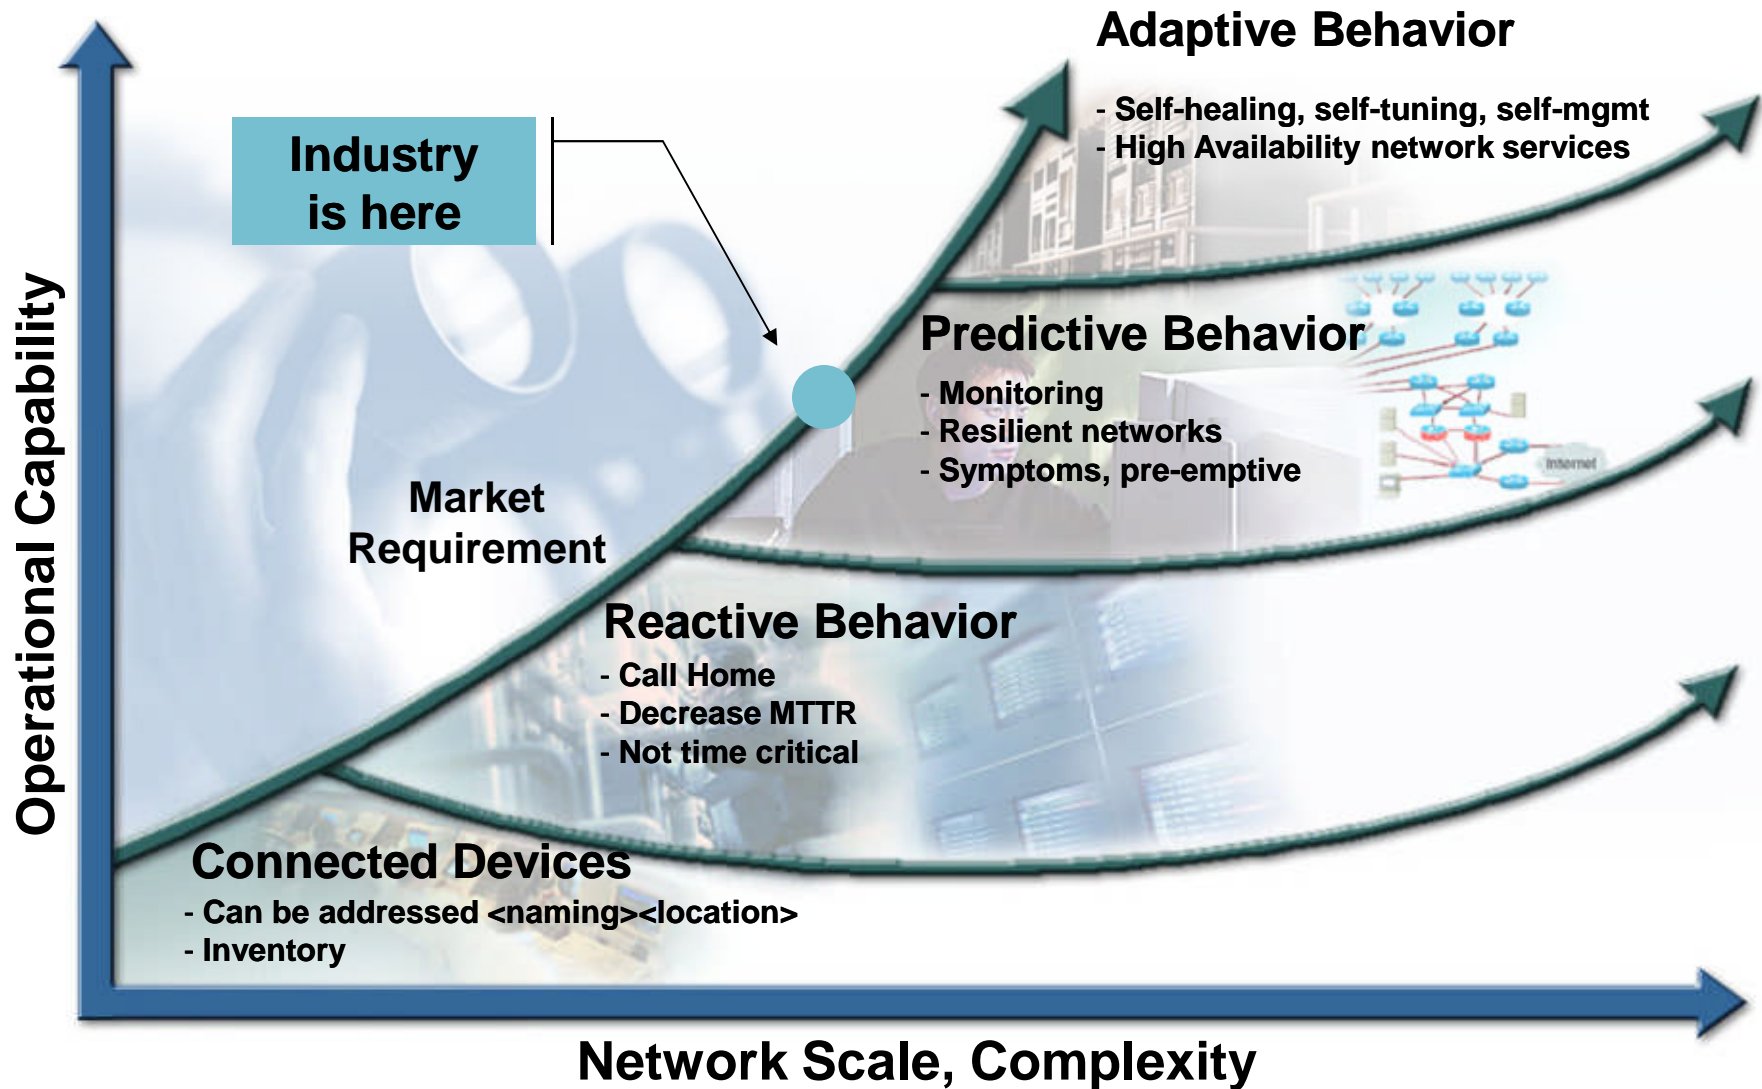 Adaptive Behavior
- Self-healing, self-tuning, self-mgmt
- High Availability network services
Industry
is here
Predictive Behavior
- Monitoring
- Resilient networks
- Symptoms, pre-emptive
Internet
Market
Requirement
Reactive Behavior
- Call Home
- Decrease MTTR
- Not time critical
Connected Devices
- Can be addressed <naming><location>
- Inventory
Operational Capability
Network Scale, Complexity